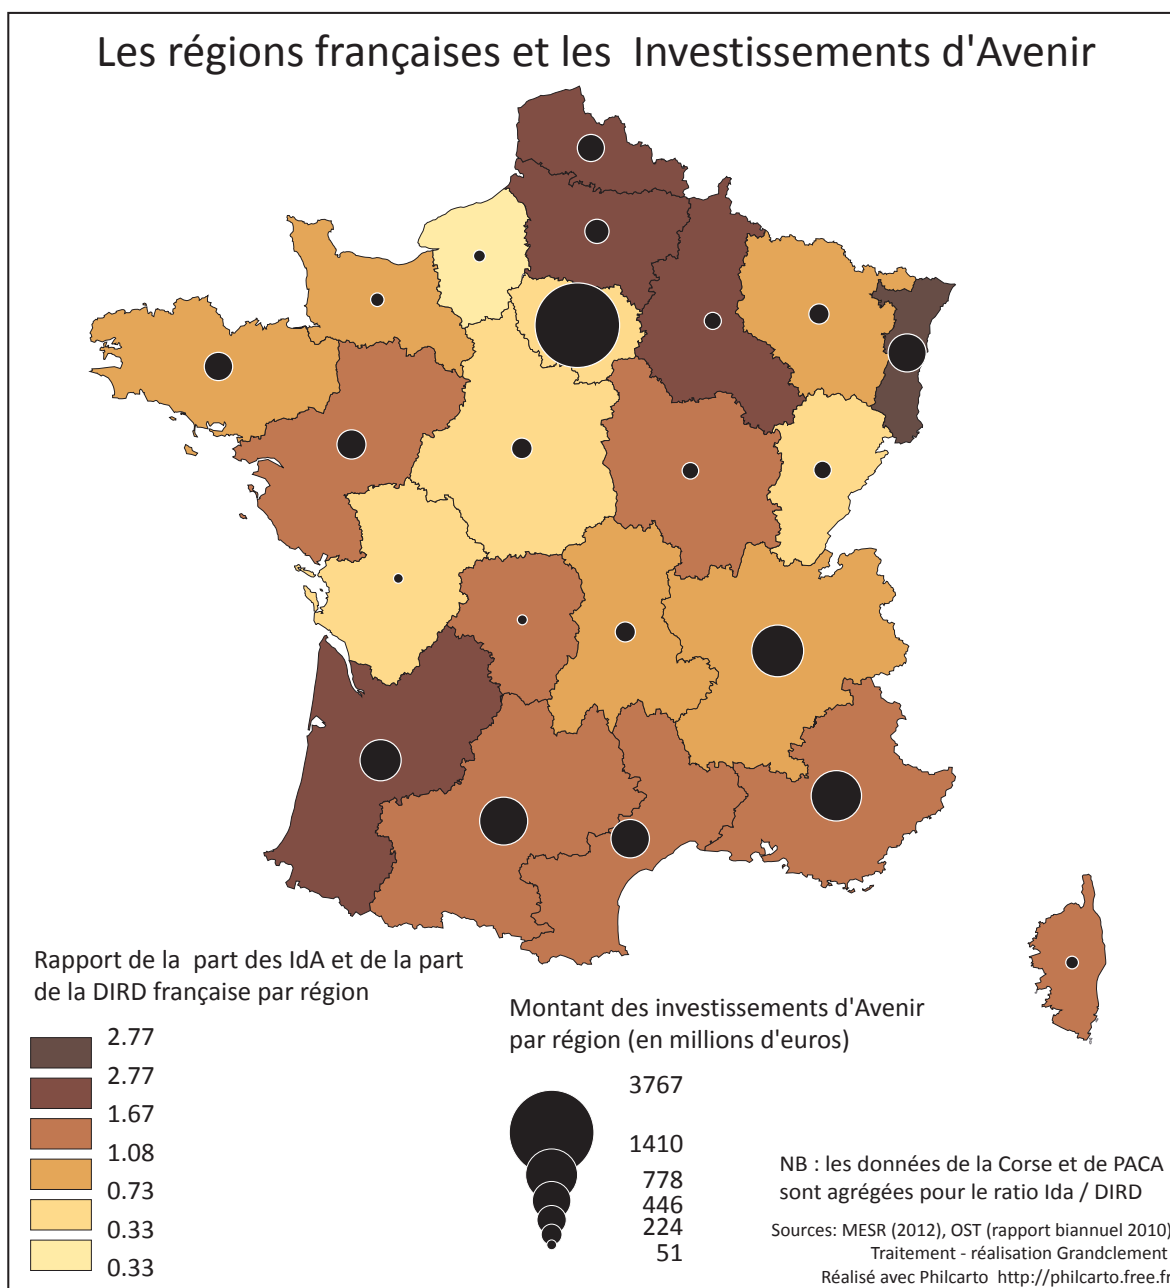 Les régions françaises et les Investissements d'Avenir
Rapport de la part des IdA et de la part
de la DIRD française par région
2.77
2.77
1.67
1.08
0.73
0.33
0.33
Montant des investissements d'Avenir
par région (en millions d'euros)
3767
1410
778
446
224
51
NB : les données de la Corse et de PACA
sont agrégées pour le ratio Ida / DIRD
Sources: MESR (2012), OST (rapport biannuel 2010)
Traitement - réalisation Grandclement
Réalisé avec Philcarto http://philcarto.free.fr